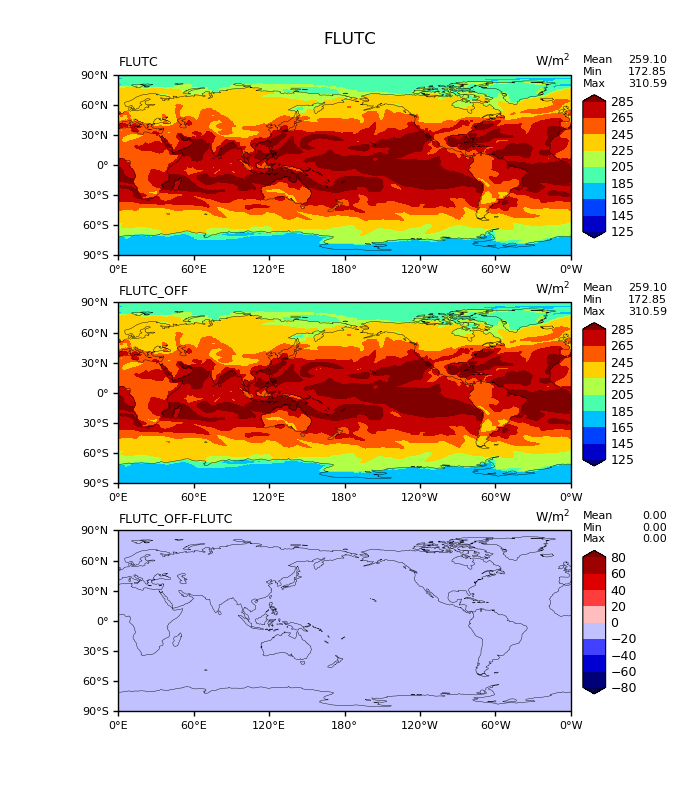 FLUTC
FLUTC W/m²
Mean 259.10
Min 172.85
Max 310.59
90°N
60°N
30°N
0°
30°S
60°S
90°S
0°E 60°E 120°E 180° 120°W 60°W 0°W
285
265
245
225
205
185
165
145
125
FLUTC_OFF W/m²
Mean 259.10
Min 172.85
Max 310.59
90°N
60°N
30°N
0°
30°S
60°S
90°S
0°E 60°E 120°E 180° 120°W 60°W 0°W
285
265
245
225
205
185
165
145
125
FLUTC_OFF-FLUTC W/m²
Mean 0.00
Min 0.00
Max 0.00
90°N
60°N
30°N
0°
30°S
60°S
90°S
0°E 60°E 120°E 180° 120°W 60°W 0°W
80
60
40
20
0
−20
−40
−60
−80